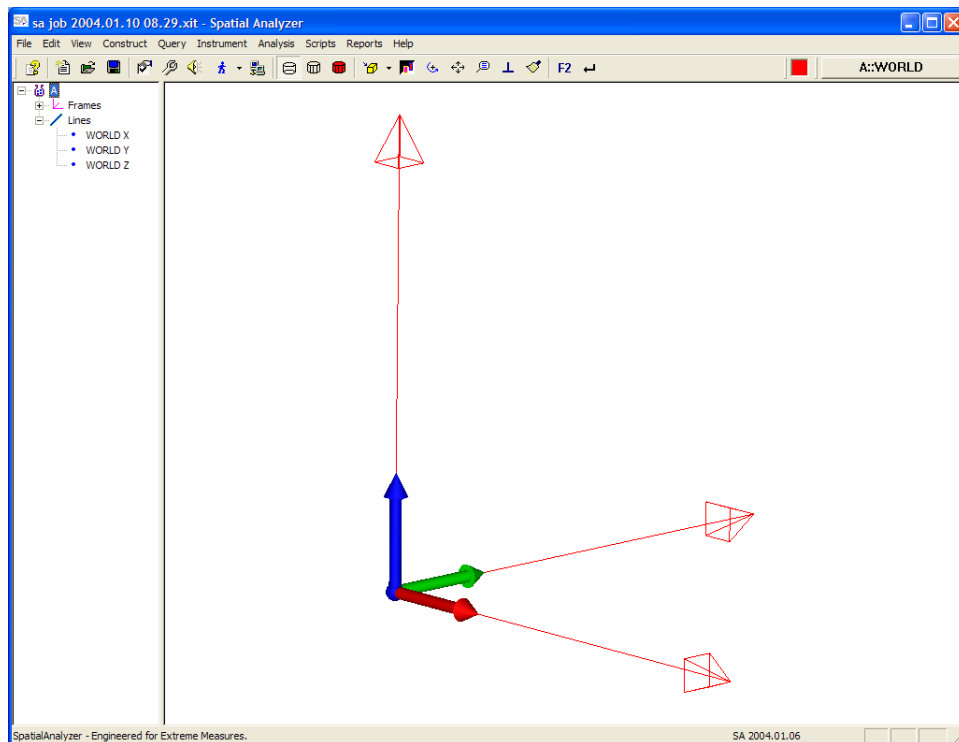 SA sa job 2004.01.10 08.29.xit - Spatial Analyzer
File Edit View Construct Query Instrument Analysis Scripts Reports Help
F2 A::WORLD
A
Frames
Lines
WORLD X
WORLD Y
WORLD Z
SpatialAnalyzer - Engineered for Extreme Measures. SA 2004.01.06